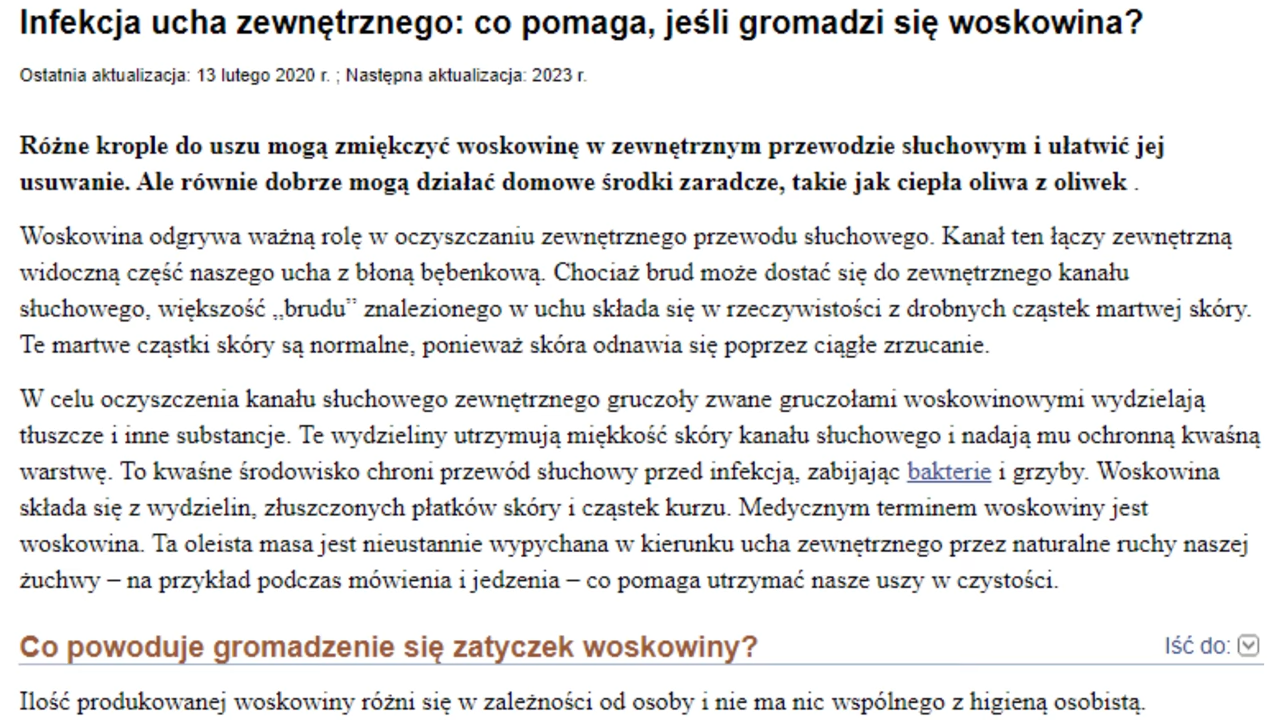 Infekcja ucha zewnętrznego: co pomaga, jeśli gromadzi się woskowina?
Ostatnia aktualizacja: 13 lutego 2020 r. ; Następna aktualizacja: 2023 r.
Różne krople do uszu mogą zmiękczyć woskowinę w zewnętrznym przewodzie słuchowym i ułatwić jej
usuwanie. Ale równie dobrze mogą działać domowe środki zaradcze, takie jak ciepła oliwa z oliwek .
Woskowina odgrywa ważną rolę w oczyszczaniu zewnętrznego przewodu słuchowego. Kanał ten łączy zewnętrzną
widoczną część naszego ucha z błoną bębenkową. Chociaż brud może dostać się do zewnętrznego kanału
słuchowego, większość „brudu” znalezionego w uchu składa się w rzeczywistości z drobnych cząstek martwej skóry.
Te martwe cząstki skóry są normalne, ponieważ skóra odnawia się poprzez ciągłe zrzucanie.
W celu oczyszczenia kanału słuchowego zewnętrznego gruczoły zwane gruczołami woskowinowymi wydzielają
tłuszcze i inne substancje. Te wydzieliny utrzymują miękkość skóry kanału słuchowego i nadają mu ochronną kwaśną
warstwę. To kwaśne środowisko chroni przewód słuchowy przed infekcją, zabijając bakterie i grzyby. Woskowina
składa się z wydzielin, złuszczonych płatków skóry i cząstek kurzu. Medycznym terminem woskowiny jest
woskowina. Ta oleista masa jest nieustannie wypychana w kierunku ucha zewnętrznego przez naturalne ruchy naszej
żuchwy – na przykład podczas mówienia i jedzenia – co pomaga utrzymać nasze uszy w czystości.
Co powoduje gromadzenie się zatyczek woskowiny?
Iść do:
Ilość produkowanej woskowiny różni się w zależności od osoby i nie ma nic wspólnego z higieną osobistą.